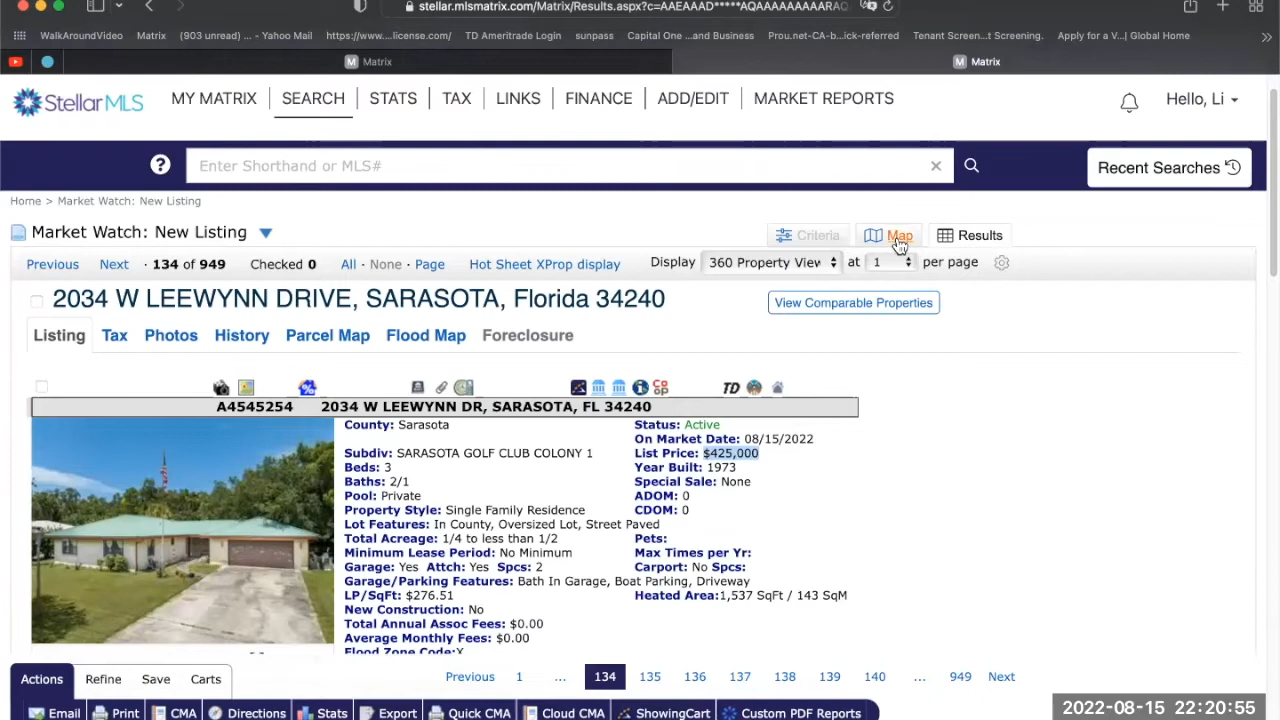 stellar.mlsmatrix.com/Matrix/Results.aspx?c=AAEAAAD*****AQAAAAAAAAARAQ
WalkAroundVideo Matrix (903 unread) ... - Yahoo Mail https://www....license.com/ TD Ameritrade Login sunpass Capital One ...and Business Prou.net-CA-b...ick-referred Tenant Screen...t Screening. Apply for a V...| Global Home
M Matrix M Matrix
StellarMLS MY MATRIX SEARCH STATS TAX LINKS FINANCE ADD/EDIT MARKET REPORTS Hello, Li
? Enter Shorthand or MLS# Recent Searches
Home > Market Watch: New Listing
Market Watch: New Listing Criteria Map Results
Previous Next · 134 of 949 Checked 0 All · None · Page Hot Sheet XProp display Display 360 Property View at 1 per page
2034 W LEEWYNN DRIVE, SARASOTA, Florida 34240 View Comparable Properties
Listing Tax Photos History Parcel Map Flood Map Foreclosure
TD
A4545254 2034 W LEEWYNN DR, SARASOTA, FL 34240
County: Sarasota Status: Active
On Market Date: 08/15/2022
Subdiv: SARASOTA GOLF CLUB COLONY 1 List Price: $425,000
Beds: 3 Year Built: 1973
Baths: 2/1 Special Sale: None
Pool: Private ADOM: 0
Property Style: Single Family Residence CDOM: 0
Lot Features: In County, Oversized Lot, Street Paved
Total Acreage: 1/4 to less than 1/2 Pets:
Minimum Lease Period: No Minimum Max Times per Yr:
Garage: Yes Attch: Yes Spcs: 2 Carport: No Spcs:
Garage/Parking Features: Bath In Garage, Boat Parking, Driveway
LP/SqFt: $276.51 Heated Area:1,537 SqFt / 143 SqM
New Construction: No
Total Annual Assoc Fees: $0.00
Average Monthly Fees: $0.00
Flood Zone Code:X
Actions Refine Save Carts Previous 1 ... 134 135 136 137 138 139 140 ... 949 Next
Email Print CMA Directions Stats Export Quick CMA Cloud CMA ShowingCart Custom PDF Reports
2022-08-15 22:20:55